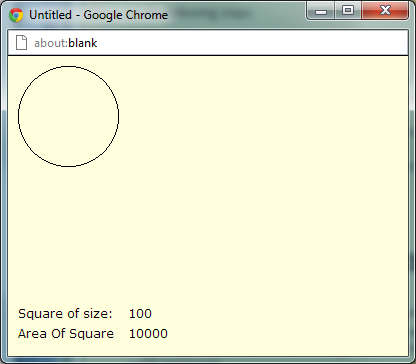 Untitled - Google Chrome
about:blank
Square of size: 100
Area Of Square 10000